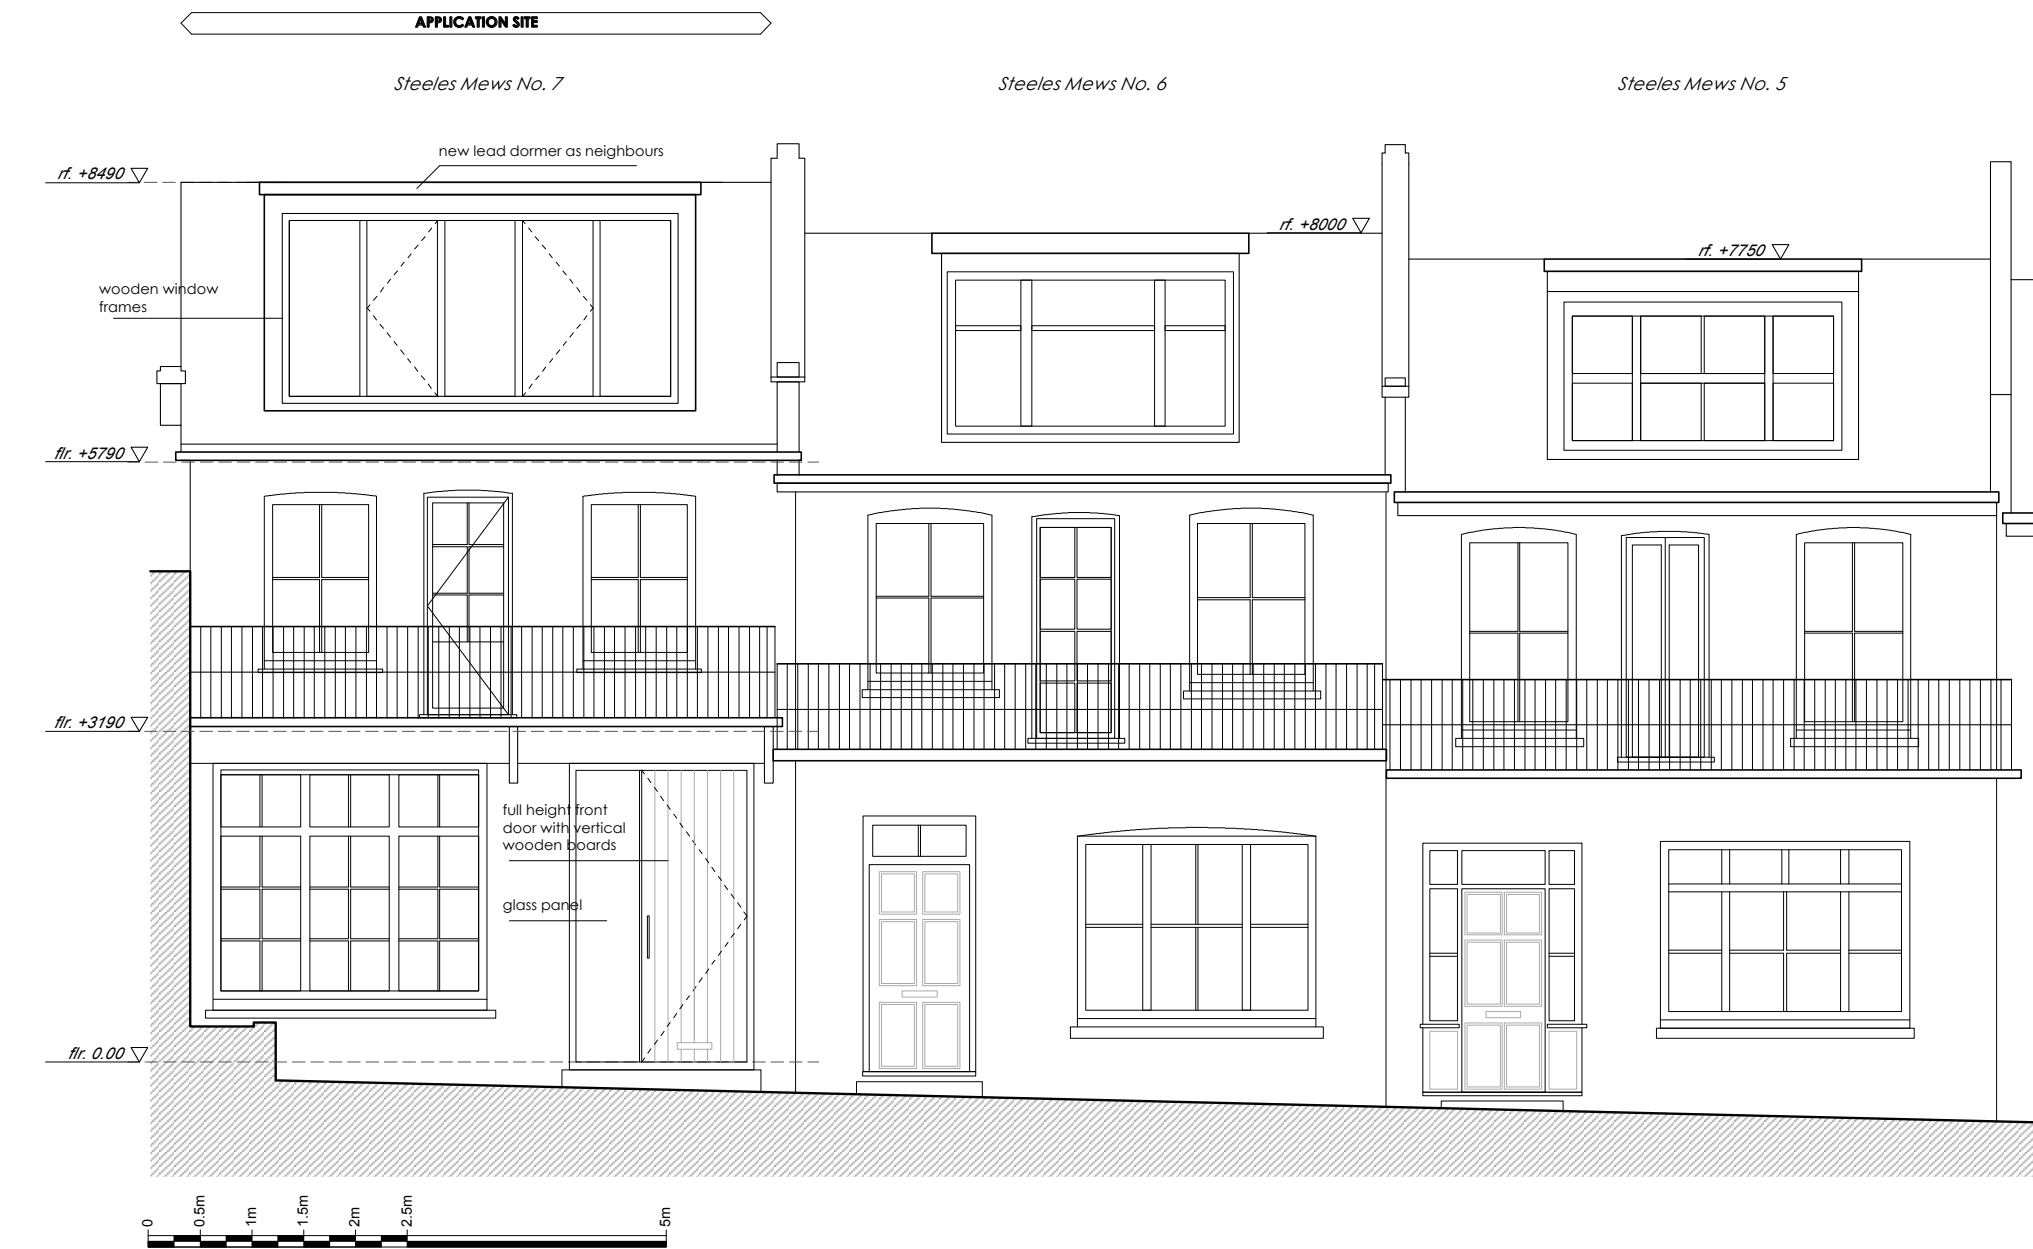 APPLICATION SITE
Steeles Mews No. 7
Steeles Mews No. 6
Steeles Mews No. 5
new lead dormer as neighbours
rf. +8490
rf. +8000
rf. +7750
wooden window
frames
flr. +5790
flr. +3190
full height front
door with vertical
wooden boards
glass panel
flr. 0.00
0
0.5m
1m
1.5m
2m
2.5m
5m